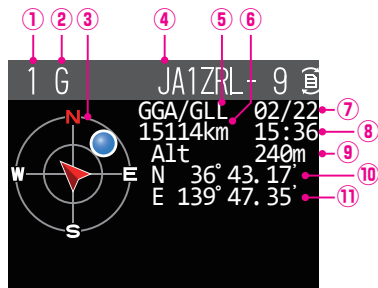 ① ② ③ ④ ⑤ ⑥
1 G JA1ZRL- 9
GGA/GLL 02/22 ⑦
15114km 15:36 ⑧
Alt 240m ⑨
N 36° 43.17' ⑩
E 139° 47.35' ⑪
N
W E
S